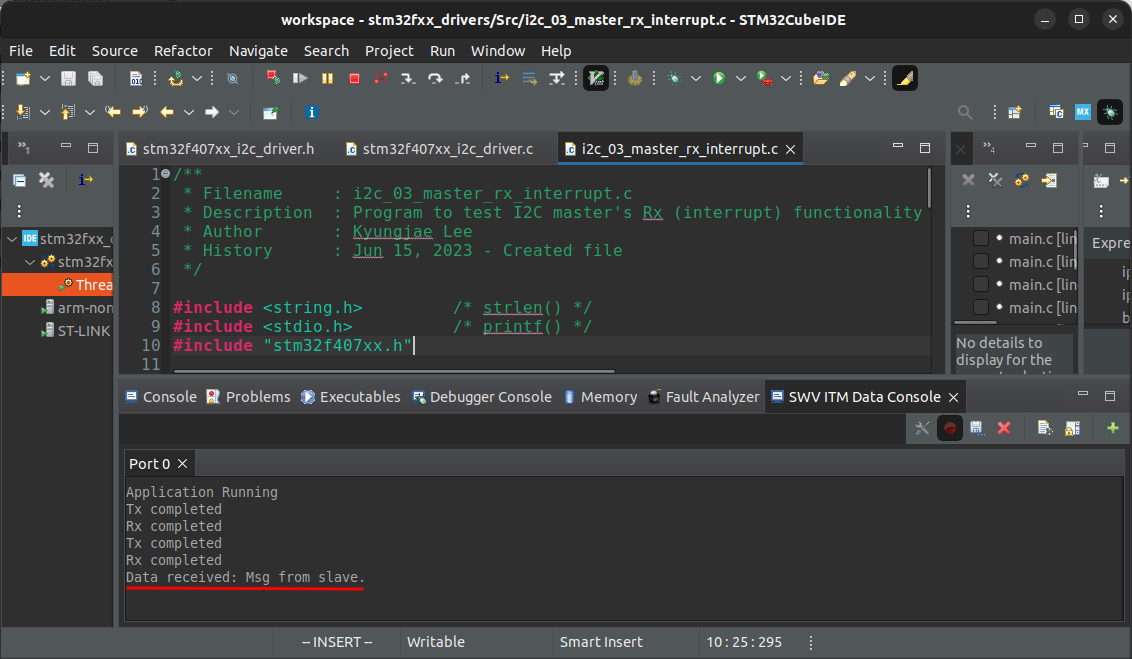 workspace - stm32fxx_drivers/Src/i2c_03_master_rx_interrupt.c - STM32CubeIDE
File Edit Source Refactor Navigate Search Project Run Window Help
010
MX
1
stm32f407xx_i2c_driver.h
stm32f407xx_i2c_driver.c
i2c_03_master_rx_interrupt.c
4
IDE stm32fxx_
stm32fx
Threa
arm-non
ST-LINK
1 /**
2 * Filename : i2c_03_master_rx_interrupt.c
3 * Description : Program to test I2C master's Rx (interrupt) functionality
4 * Author : Kyungjae Lee
5 * History : Jun 15, 2023 - Created file
6 */
7
8 #include <string.h> /* strlen() */
9 #include <stdio.h> /* printf() */
10 #include "stm32f407xx.h"
11
main.c [lin
main.c [lin
main.c [lin
main.c [lin
No details to
display for the
Expre
ip
ip
b
Console Problems Executables Debugger Console Memory Fault Analyzer SWV ITM Data Console
Port 0
Application Running
Tx completed
Rx completed
Tx completed
Rx completed
Data received: Msg from slave.
-- INSERT -- Writable Smart Insert 10 : 25 : 295